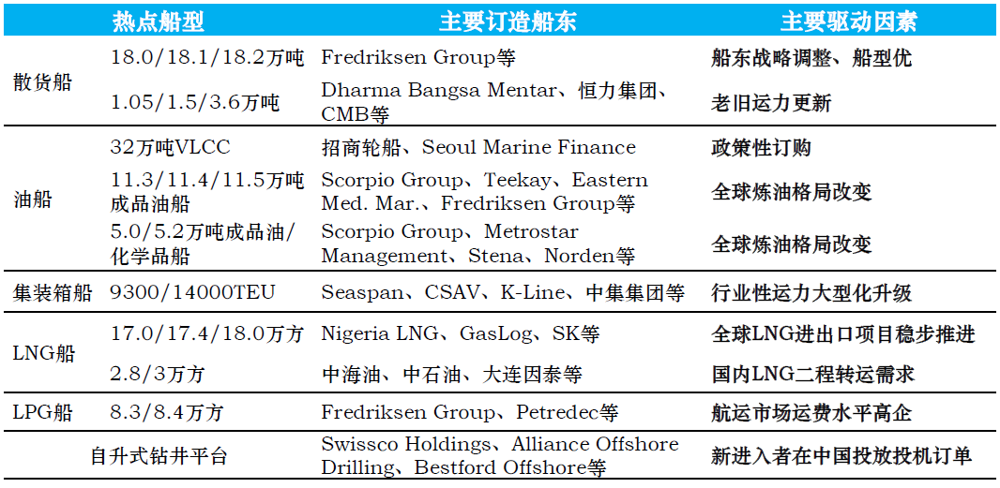 热点船型 主要订造船东 主要驱动因素
散货船
18.0/18.1/18.2万吨 Fredriksen Group等 船东战略调整、船型优
1.05/1.5/3.6万吨 Dharma Bangsa Mentar、恒力集团、
CMB等 老旧运力更新
油船
32万吨VLCC 招商轮船、Seoul Marine Finance 政策性订购
11.3/11.4/11.5万吨
成品油船 Scorpio Group、Teekay、Eastern
Med. Mar.、Fredriksen Group等 全球炼油格局改变
5.0/5.2万吨成品油/
化学品船 Scorpio Group、Metrostar
Management、Stena、Norden等 全球炼油格局改变
集装箱船 9300/14000TEU Seaspan、CSAV、K-Line、中集集团等 行业性运力大型化升级
LNG船
17.0/17.4/18.0万方 Nigeria LNG、GasLog、SK等 全球LNG进出口项目稳步推进
2.8/3万方 中海油、中石油、大连因泰等 国内LNG二程转运需求
LPG船 8.3/8.4万方 Fredriksen Group、Petredec等 航运市场运费水平高企
自升式钻井平台 Swissco Holdings、Alliance Offshore
Drilling、Bestford Offshore等 新进入者在中国投放投机订单